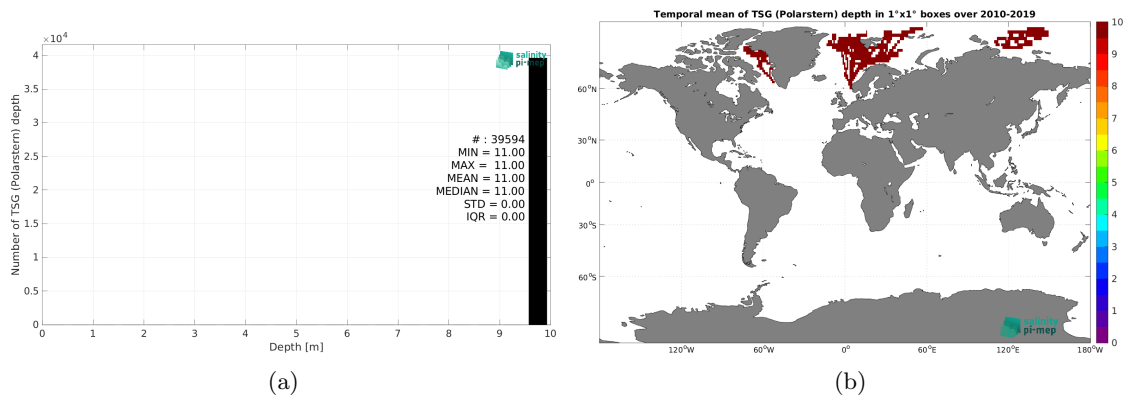 ×10⁴
4
3.5
3
2.5
2
1.5
1
0.5
0
Number of TSG (Polarstern) depth
salinity
pi-mep
# : 39594
MIN = 11.00
MAX = 11.00
MEAN = 11.00
MEDIAN = 11.00
STD = 0.00
IQR = 0.00
0 1 2 3 4 5 6 7 8 9 10
Depth [m]
(a)
Temporal mean of TSG (Polarstern) depth in 1°x1° boxes over 2010-2019
60°N
30°N
0°
30°S
60°S
120°W 60°W 0° 60°E 120°E 180°W
salinity
pi-mep
10
9
8
7
6
5
4
3
2
1
0
(b)